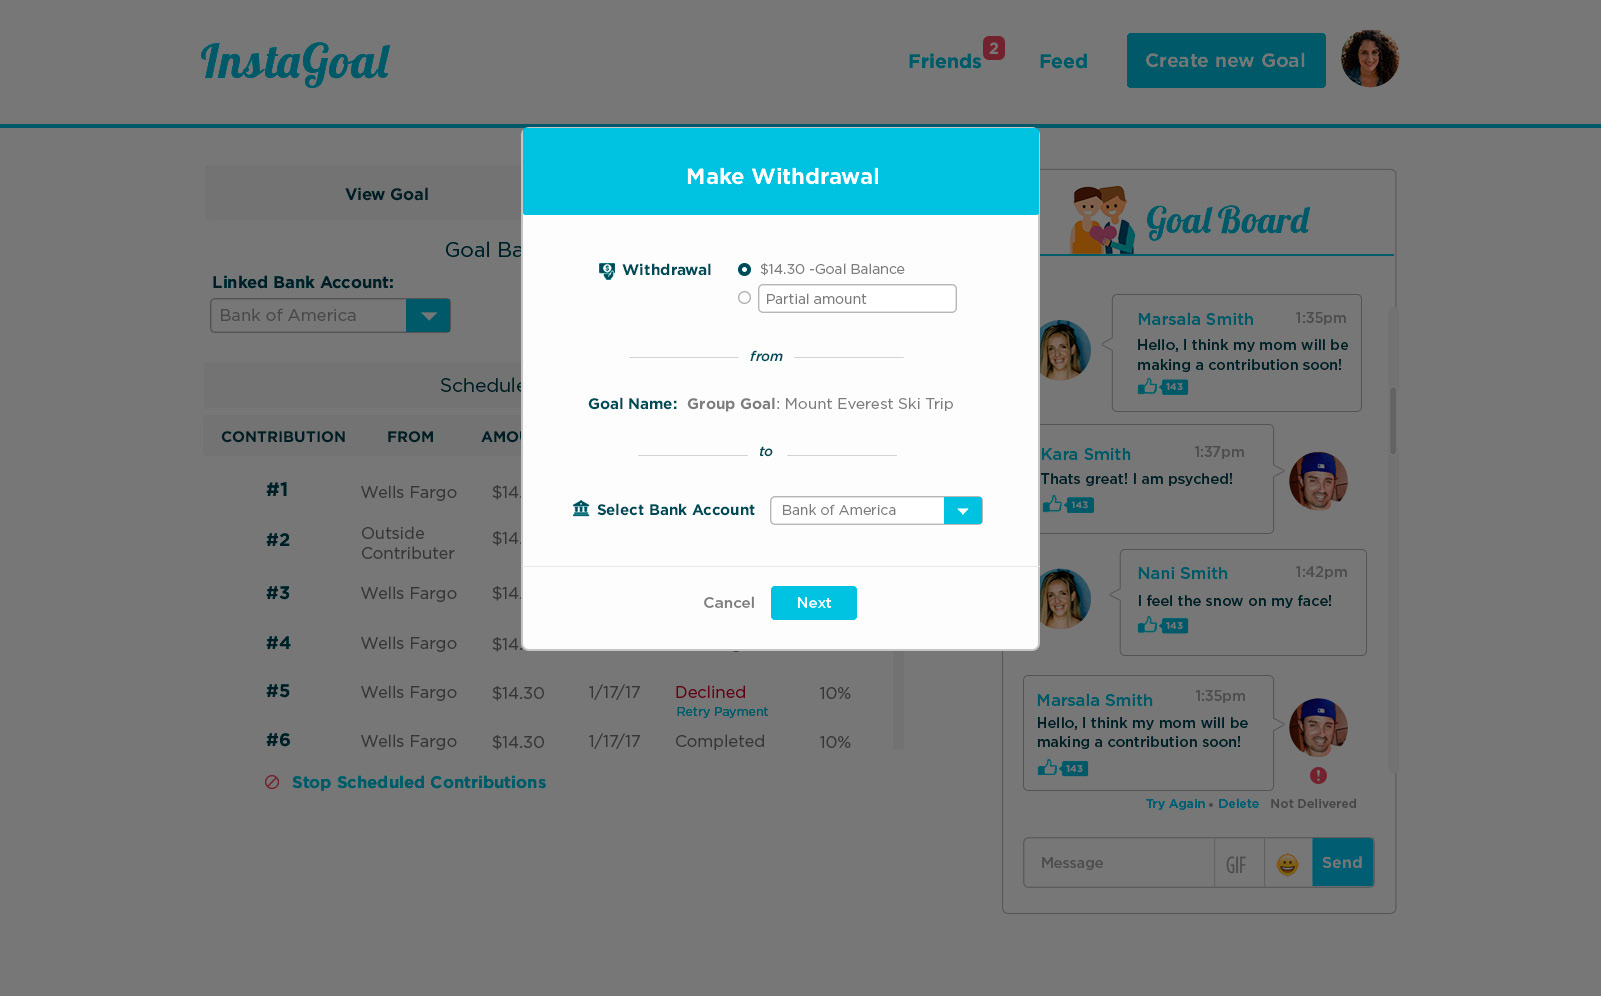 InstaGoal
Friends
2
Feed
Create new Goal
Make Withdrawal
Withdrawal
$14.30 -Goal Balance
Partial amount
from
Goal Name: Group Goal: Mount Everest Ski Trip
to
Select Bank Account
Bank of America
Cancel
Next
View Goal
Goal Ba
Linked Bank Account:
Bank of America
Schedule
CONTRIBUTION FROM AMO
#1 Wells Fargo $14.
#2 Outside
Contributer $14.
#3 Wells Fargo $14.
#4 Wells Fargo $14.
#5 Wells Fargo $14.30 1/17/17 Declined 10%
Retry Payment
#6 Wells Fargo $14.30 1/17/17 Completed 10%
Stop Scheduled Contributions
Goal Board
Marsala Smith 1:35pm
Hello, I think my mom will be
making a contribution soon!
143
Kara Smith 1:37pm
Thats great! I am psyched!
143
Nani Smith 1:42pm
I feel the snow on my face!
143
Marsala Smith 1:35pm
Hello, I think my mom will be
making a contribution soon!
143
Try Again • Delete Not Delivered
Message
GIF
Send